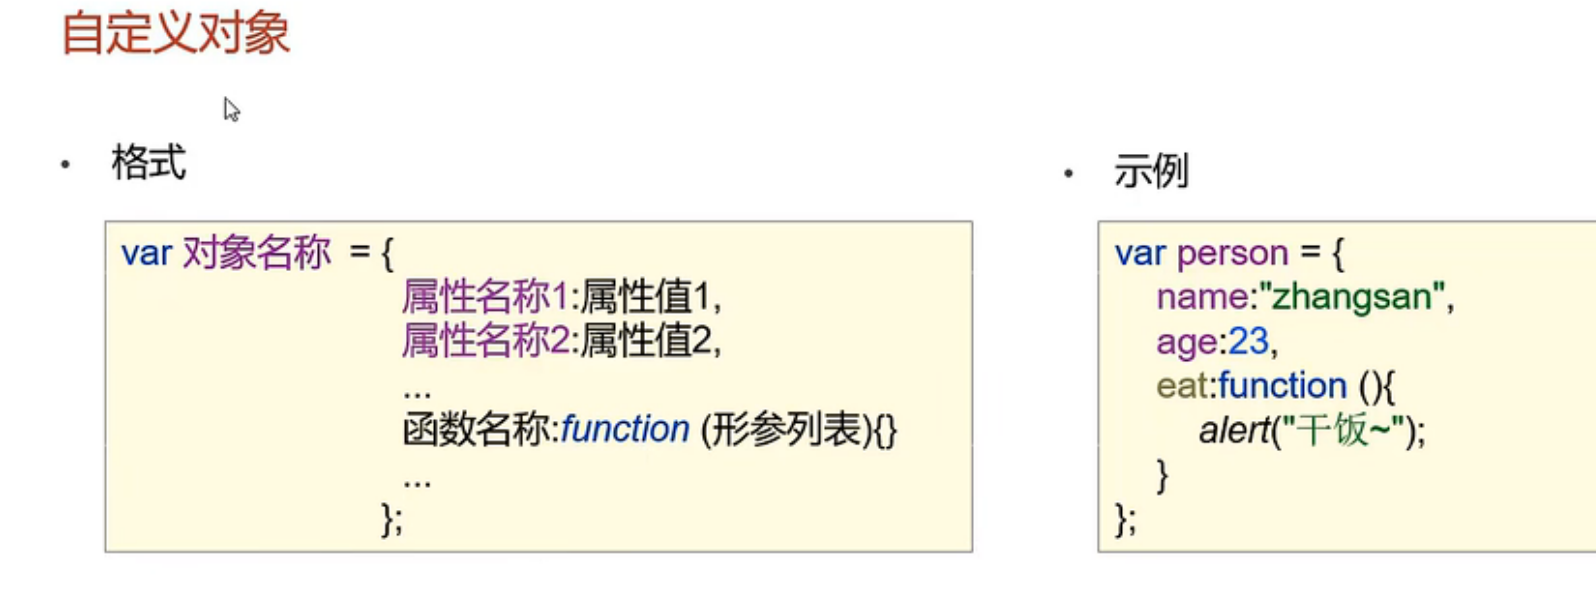 自定义对象
• 格式
var 对象名称 = {
属性名称1:属性值1,
属性名称2:属性值2,
...
函数名称:function (形参列表){}
...
};
• 示例
var person = {
name:"zhangsan",
age:23,
eat:function (){
alert("干饭~");
}
};